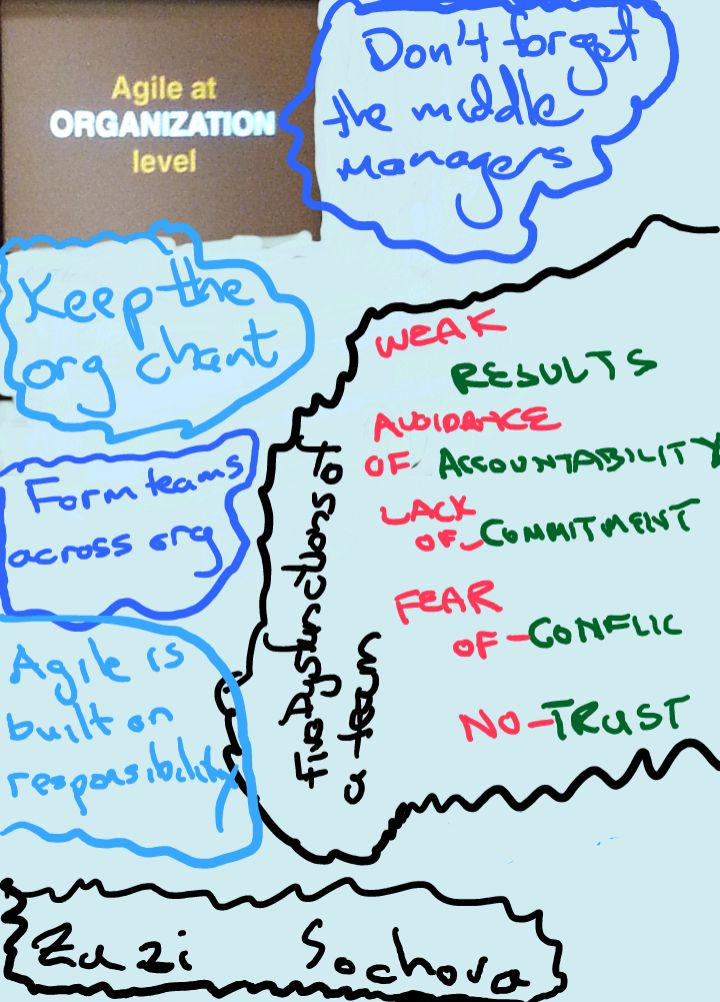 Agile at
ORGANIZATION
level
Don't forget
the middle
managers
Keep the
org chart
Form teams
across org
Agile is
built on
responsibility
Five Dysfunctions of
a team
WEAK
RESULTS
AVOIDANCE
OF ACCOUNTABILITY
LACK
OF-COMMITMENT
FEAR
OF-CONFLIC
NO-TRUST
Zuzi Sochova